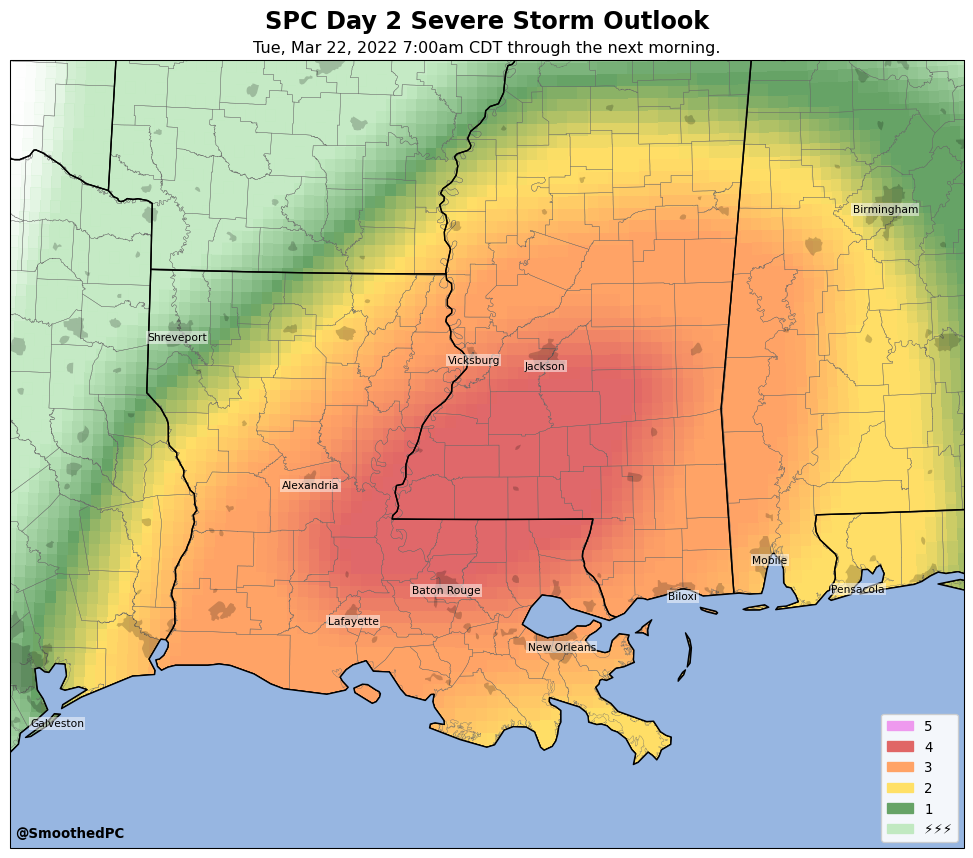 SPC Day 2 Severe Storm Outlook
Tue, Mar 22, 2022 7:00am CDT through the next morning.
Birmingham
Shreveport
Vicksburg
Jackson
Alexandria
Mobile
Baton Rouge
Pensacola
Biloxi
Lafayette
New Orleans
Galveston
5
4
3
2
1
⚡⚡⚡
@SmoothedPC